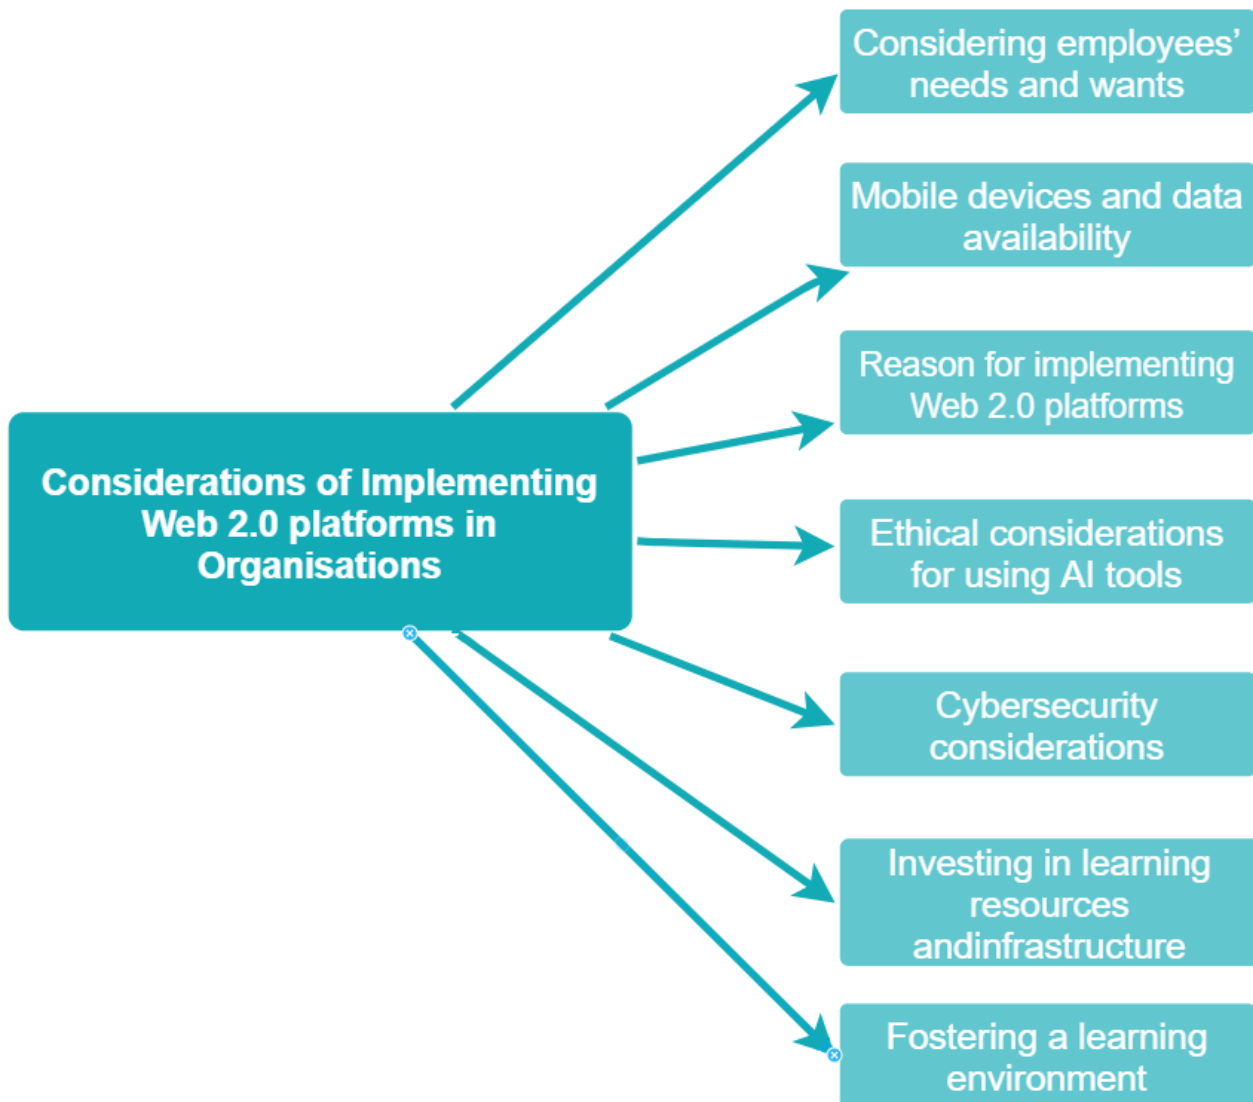 Considering employees’
needs and wants
Mobile devices and data
availability
Reason for implementing
Web 2.0 platforms
Considerations of Implementing
Web 2.0 platforms in
Organisations
Ethical considerations
for using AI tools
Cybersecurity
considerations
Investing in learning
resources
andinfrastructure
Fostering a learning
environment